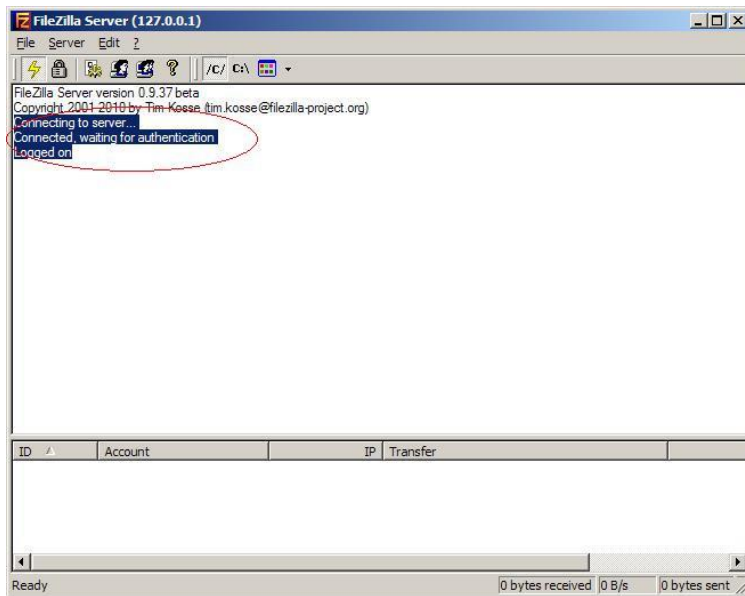 FileZilla Server (127.0.0.1)
File Server Edit ?
/C/ C:\
FileZilla Server version 0.9.37 beta
Copyright 2001-2010 by Tim Kosse (tim.kosse@filezilla-project.org)
Connecting to server...
Connected, waiting for authentication
Logged on
ID Account IP Transfer
Ready 0 bytes received 0 B/s 0 bytes sent